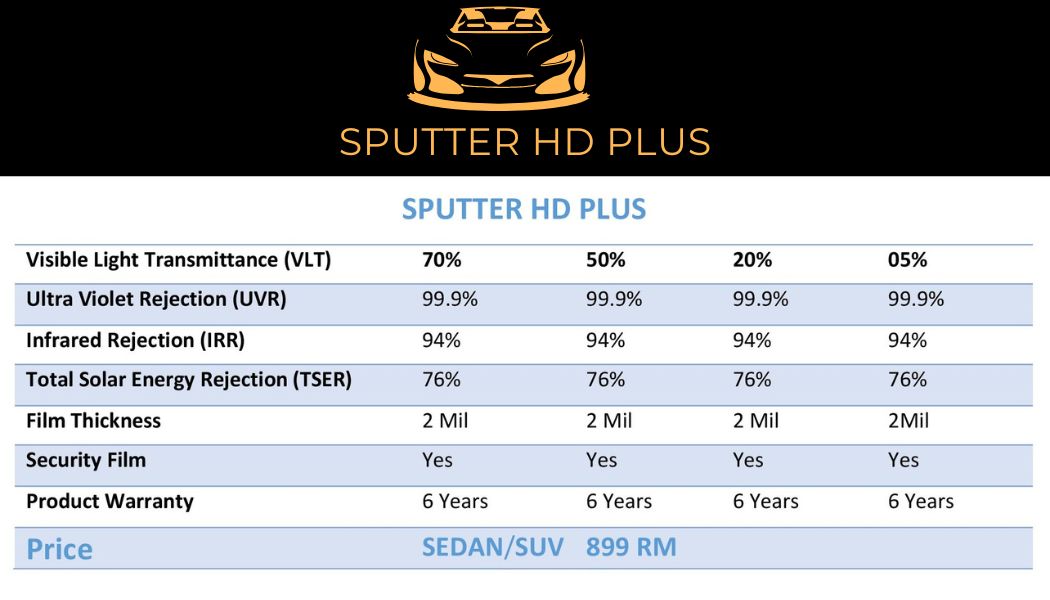 SPUTTER HD PLUS
SPUTTER HD PLUS
Visible Light Transmittance (VLT) 70% 50% 20% 05%
Ultra Violet Rejection (UVR) 99.9% 99.9% 99.9% 99.9%
Infrared Rejection (IRR) 94% 94% 94% 94%
Total Solar Energy Rejection (TSER) 76% 76% 76% 76%
Film Thickness 2 Mil 2 Mil 2 Mil 2Mil
Security Film Yes Yes Yes Yes
Product Warranty 6 Years 6 Years 6 Years 6 Years
Price SEDAN/SUV 899 RM